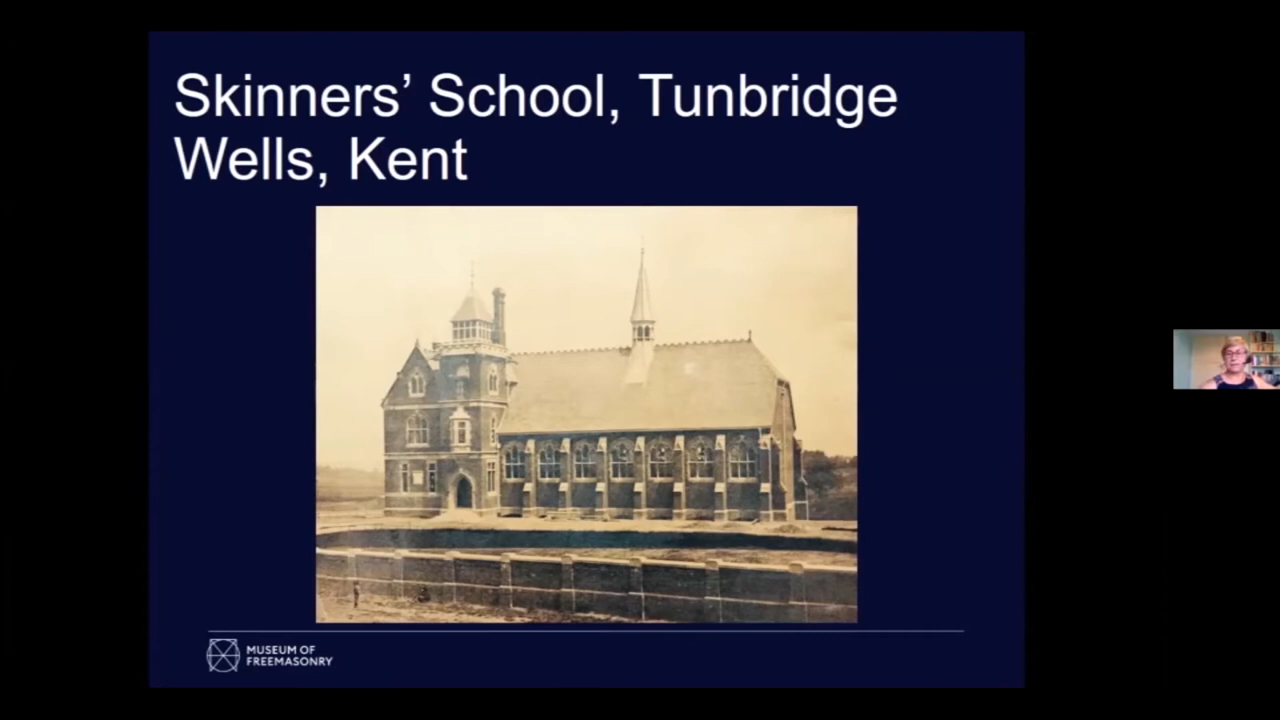 Skinners’ School, Tunbridge
Wells, Kent
MUSEUM OF
FREEMASONRY